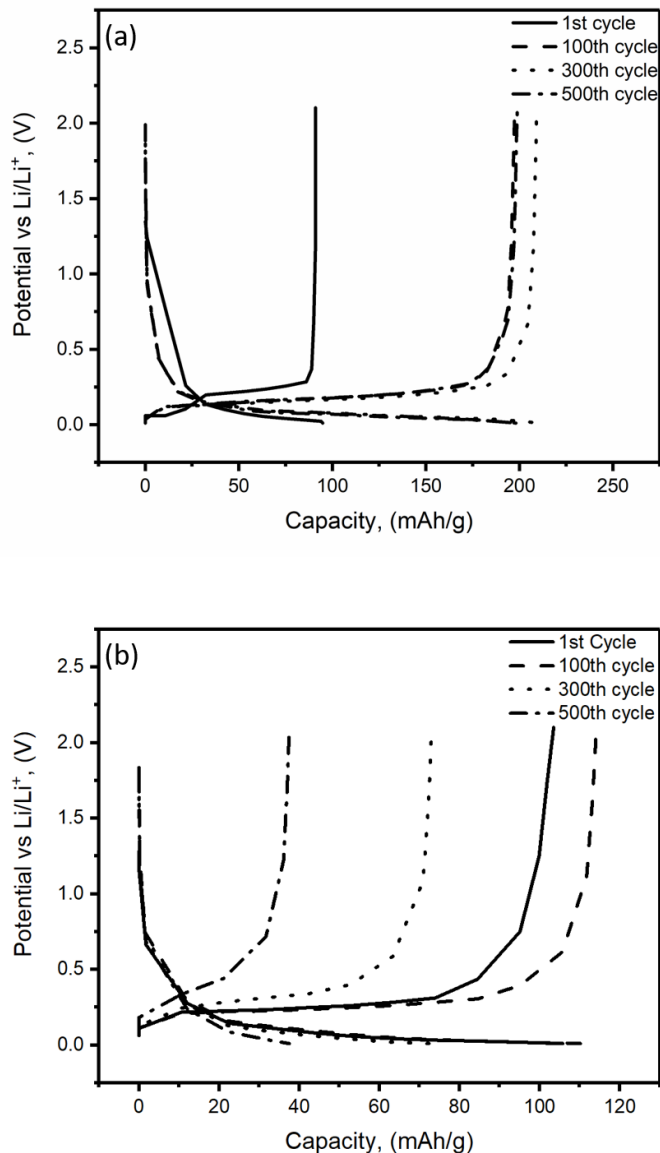 (a)
1st cycle
100th cycle
300th cycle
500th cycle
2.5
2.0
1.5
1.0
0.5
0.0
Potential vs Li/Li⁺, (V)
0 50 100 150 200 250
Capacity, (mAh/g)
(b)
1st Cycle
100th cycle
300th cycle
500th cycle
2.5
2.0
1.5
1.0
0.5
0.0
Potential vs Li/Li⁺, (V)
0 20 40 60 80 100 120
Capacity, (mAh/g)